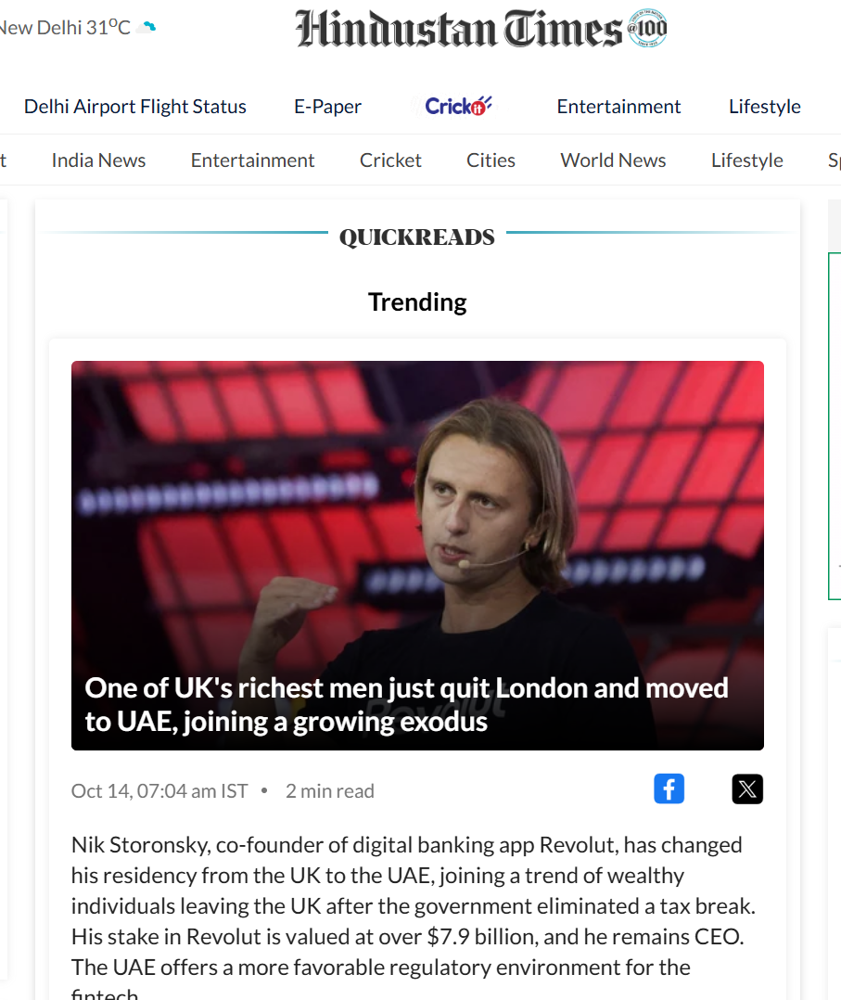 New Delhi 31°C
Hindustan Times
@100
Delhi Airport Flight Status E-Paper Crickit Entertainment Lifestyle
t India News Entertainment Cricket Cities World News Lifestyle Sp
QUICKREADS
Trending
Revolut
One of UK's richest men just quit London and moved
to UAE, joining a growing exodus
Oct 14, 07:04 am IST • 2 min read
Nik Storonsky, co-founder of digital banking app Revolut, has changed
his residency from the UK to the UAE, joining a trend of wealthy
individuals leaving the UK after the government eliminated a tax break.
His stake in Revolut is valued at over $7.9 billion, and he remains CEO.
The UAE offers a more favorable regulatory environment for the
fintech